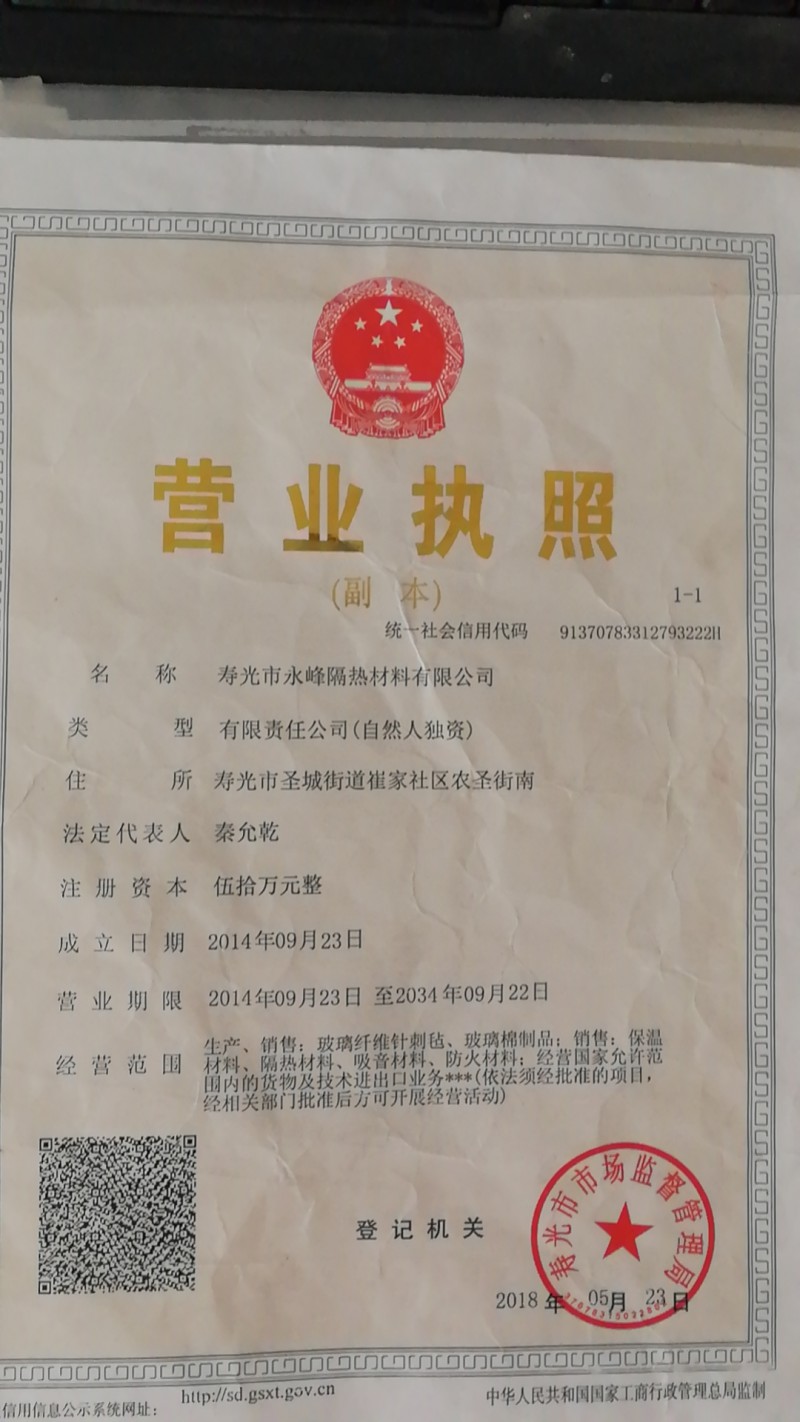 营业执照
(副 本)
1-1
统一社会信用代码 91370783312793222H
名 称 寿光市永峰隔热材料有限公司
类 型 有限责任公司(自然人独资)
住 所 寿光市圣城街道崔家社区农圣街南
法定代表人 秦允乾
注册资本 伍拾万元整
成立日期 2014年09月23日
营业期限 2014年09月23日 至2034年09月22日
经营范围 生产、销售：玻璃纤维针刺毡、玻璃棉制品；销售：保温
材料、隔热材料、吸音材料、防火材料；经营国家允许范
围内的货物及技术进出口业务***(依法须经批准的项目，
经相关部门批准后方可开展经营活动)
寿光市市场监督管理局
登记机关
2018年 05月 23日
信用信息公示系统网址： http://sd.gsxt.gov.cn
中华人民共和国国家工商行政管理总局监制